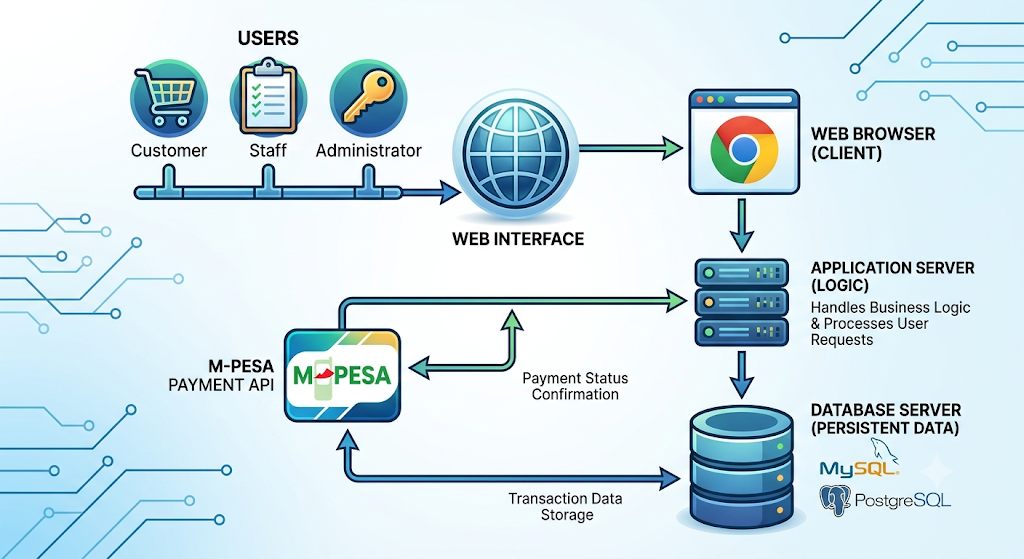 USERS
Customer
Staff
Administrator
WEB INTERFACE
WEB BROWSER
(CLIENT)
APPLICATION SERVER
(LOGIC)
Handles Business Logic
& Processes User
Requests
M-PESA
PAYMENT API
M-PESA
Payment Status
Confirmation
DATABASE SERVER
(PERSISTENT DATA)
MySQL
PostgreSQL
Transaction Data
Storage